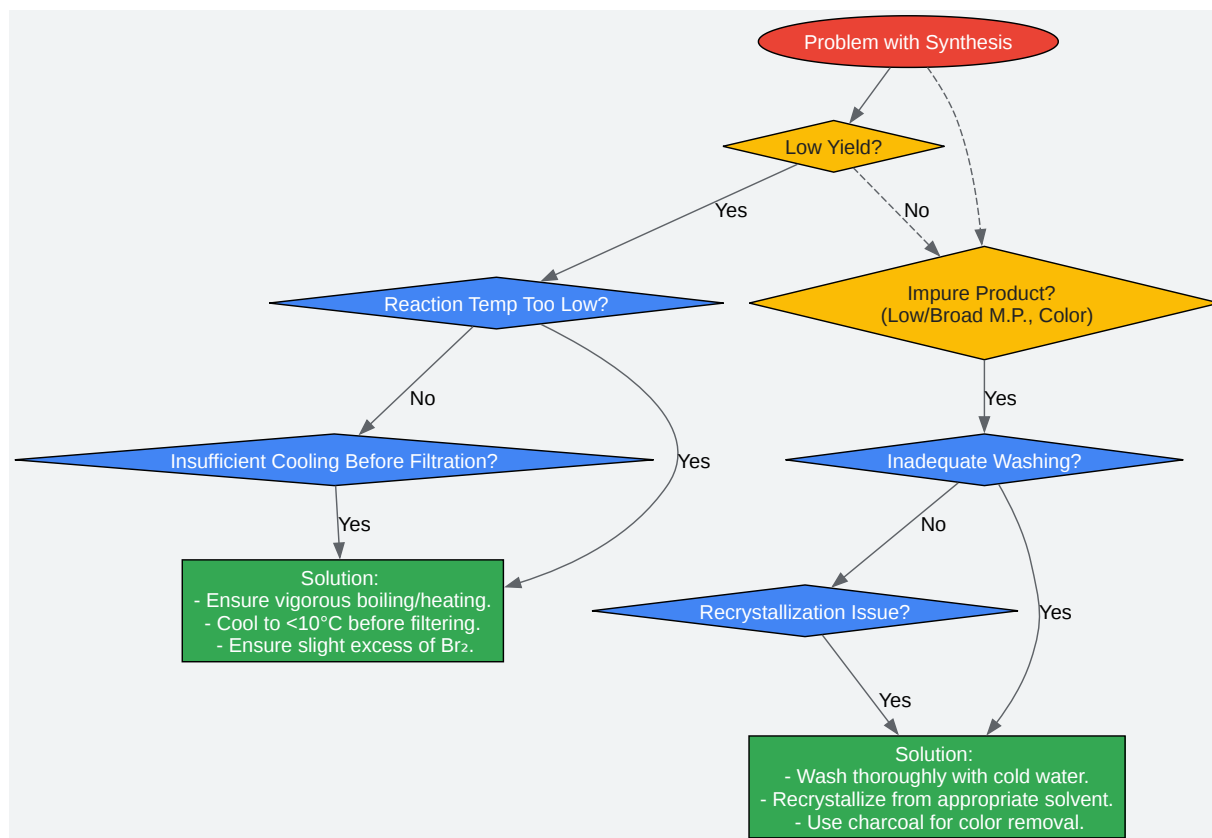 Problem with Synthesis
Low Yield?
Yes
No
Reaction Temp Too Low?
Impure Product?
(Low/Broad M.P., Color)
No
Yes
Insufficient Cooling Before Filtration?
Yes
Inadequate Washing?
Yes
No
Yes
Solution:
- Ensure vigorous boiling/heating.
- Cool to <10°C before filtering.
- Ensure slight excess of Br₂.
Recrystallization Issue?
Yes
Solution:
- Wash thoroughly with cold water.
- Recrystallize from appropriate solvent.
- Use charcoal for color removal.